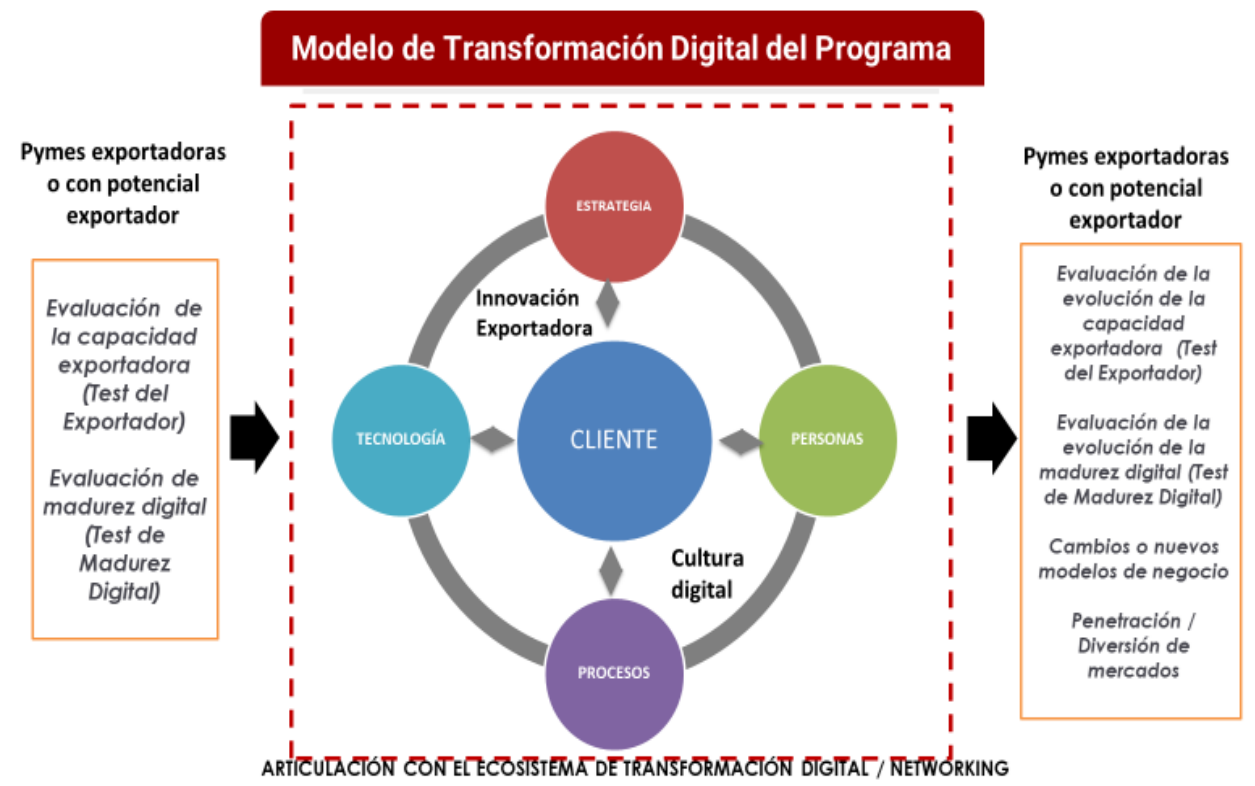 Modelo de Transformación Digital del Programa
Pymes exportadoras
o con potencial
exportador
Evaluación de
la capacidad
exportadora
(Test del
Exportador)
Evaluación de
madurez digital
(Test de
Madurez
Digital)
ESTRATEGIA
Innovación
Exportadora
TECNOLOGÍA
CLIENTE
PERSONAS
Cultura
digital
PROCESOS
Pymes exportadoras
o con potencial
exportador
Evaluación de la
evolución de la
capacidad
exportadora (Test
del Exportador)
Evaluación de la
evolución de la
madurez digital (Test
de Madurez Digital)
Cambios o nuevos
modelos de negocio
Penetración /
Diversión de
mercados
ARTICULACIÓN CON EL ECOSISTEMA DE TRANSFORMACIÓN DIGITAL / NETWORKING